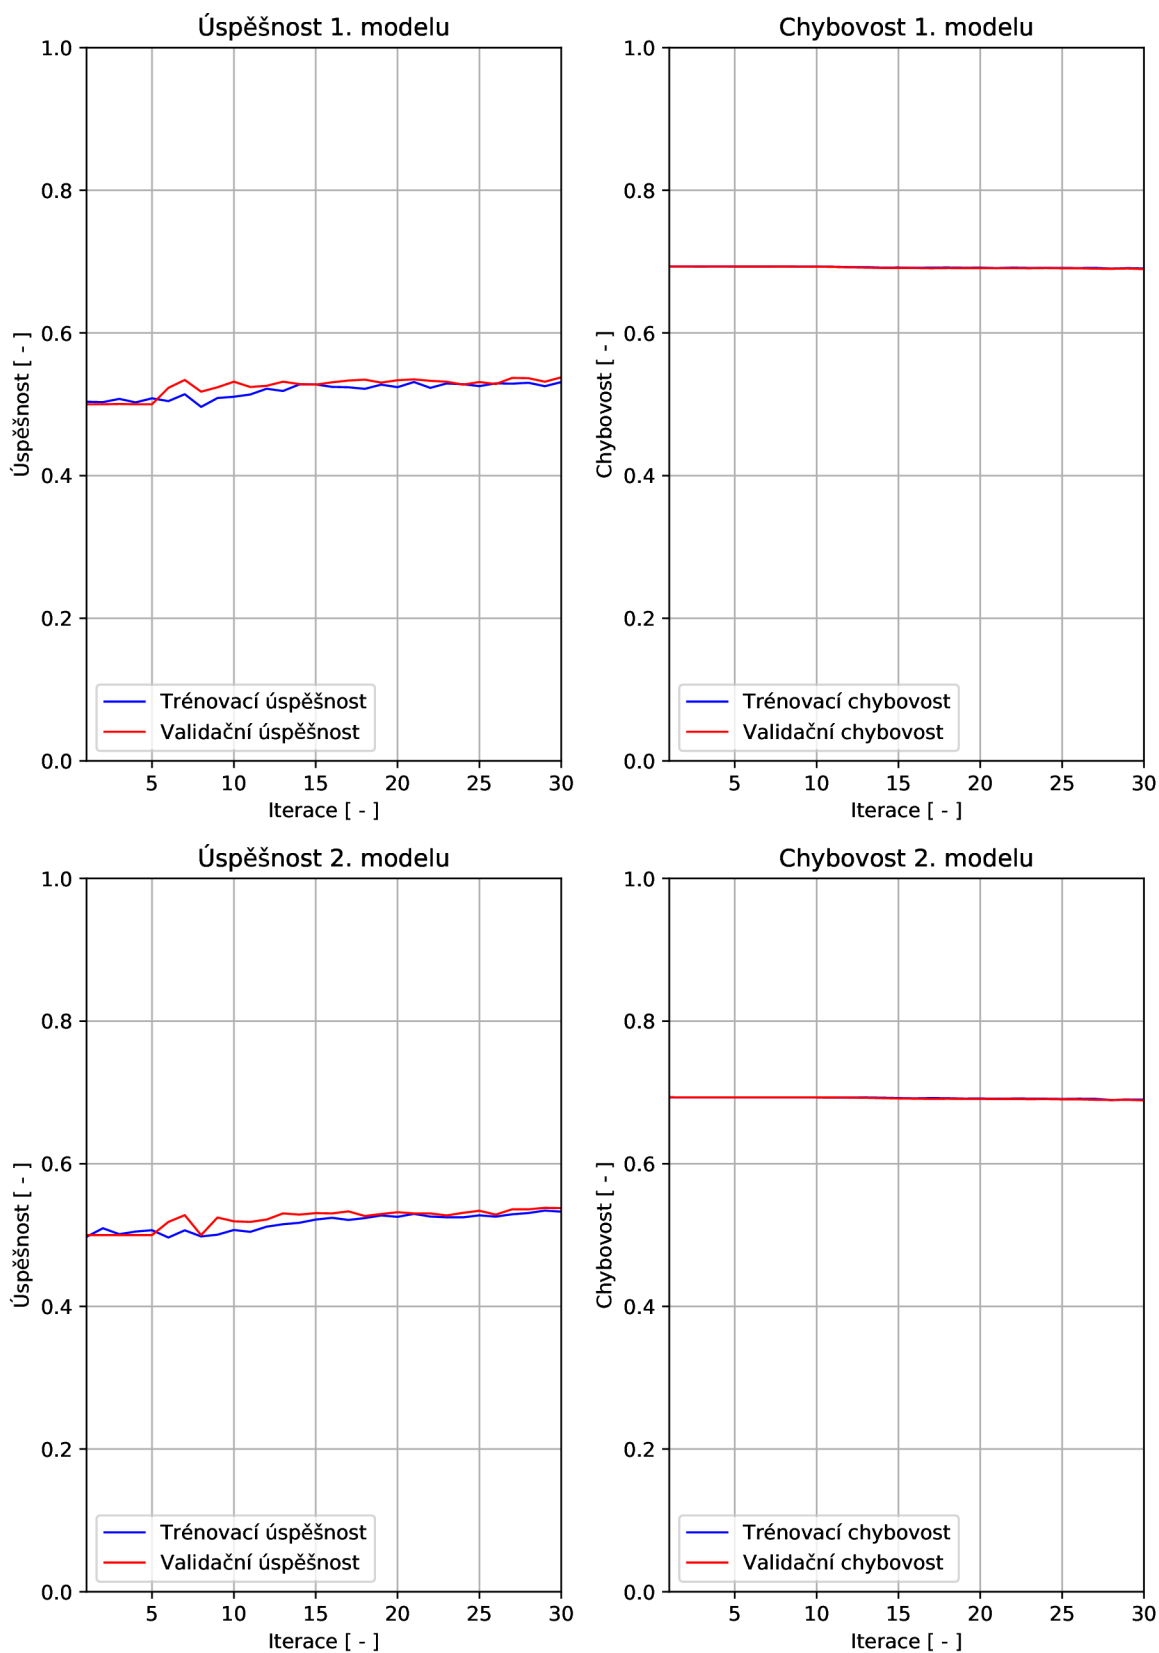 Úspěšnost 1. modelu
1.0
0.8
0.6
0.4
0.2
0.0
Úspěšnost [ - ]
Trénovací úspěšnost
Validační úspěšnost
5 10 15 20 25 30
Iterace [ - ]
Chybovost 1. modelu
1.0
0.8
0.6
0.4
0.2
0.0
Chybovost [ - ]
Trénovací chybovost
Validační chybovost
5 10 15 20 25 30
Iterace [ - ]
Úspěšnost 2. modelu
1.0
0.8
0.6
0.4
0.2
0.0
Úspěšnost [ - ]
Trénovací úspěšnost
Validační úspěšnost
5 10 15 20 25 30
Iterace [ - ]
Chybovost 2. modelu
1.0
0.8
0.6
0.4
0.2
0.0
Chybovost [ - ]
Trénovací chybovost
Validační chybovost
5 10 15 20 25 30
Iterace [ - ]